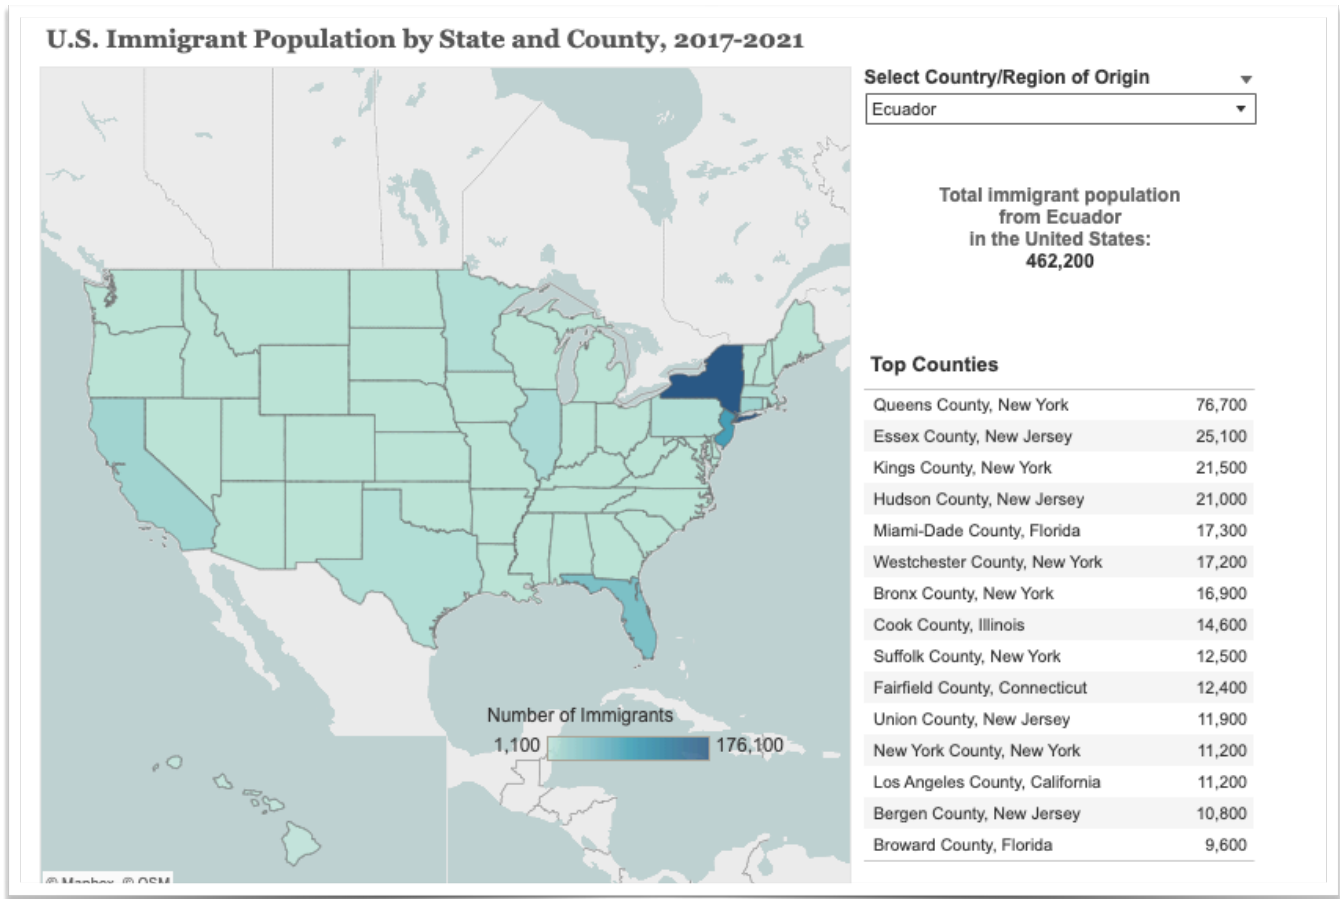 U.S. Immigrant Population by State and County, 2017-2021
Select Country/Region of Origin
Ecuador
Total immigrant population
from Ecuador
in the United States:
462,200
Top Counties
Queens County, New York 76,700
Essex County, New Jersey 25,100
Kings County, New York 21,500
Hudson County, New Jersey 21,000
Miami-Dade County, Florida 17,300
Westchester County, New York 17,200
Bronx County, New York 16,900
Cook County, Illinois 14,600
Suffolk County, New York 12,500
Fairfield County, Connecticut 12,400
Union County, New Jersey 11,900
New York County, New York 11,200
Los Angeles County, California 11,200
Bergen County, New Jersey 10,800
Broward County, Florida 9,600
Number of Immigrants
1,100 176,100
© Mapbox © OSM